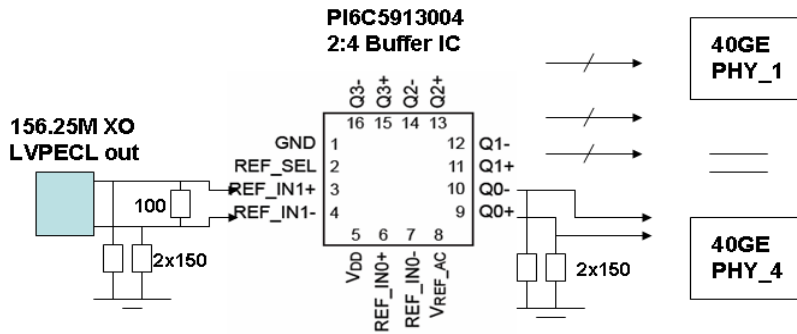 PI6C5913004
2:4 Buffer IC
40GE
PHY_1
156.25M XO
LVPECL out
Q3-
Q3+
Q2-
Q2+
16
15
14
13
GND
1
12
Q1-
REF_SEL
2
11
Q1+
REF_IN1+
3
10
Q0-
REF_IN1-
4
9
Q0+
100
5
6
7
8
2x150
VDD
REF_IN0+
REF_IN0-
VREF_AC
2x150
40GE
PHY_4